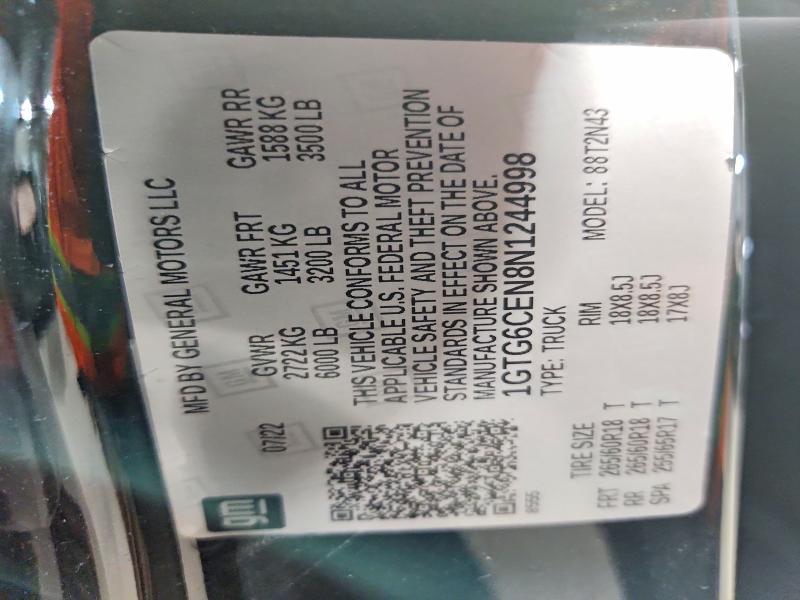 gm
MFD BY GENERAL MOTORS LLC
07/22 GVWR GAWR FRT GAWR RR
2722 KG 1451 KG 1588 KG
6000 LB 3200 LB 3500 LB
THIS VEHICLE CONFORMS TO ALL
APPLICABLE U.S. FEDERAL MOTOR
VEHICLE SAFETY AND THEFT PREVENTION
STANDARDS IN EFFECT ON THE DATE OF
MANUFACTURE SHOWN ABOVE.
1GTG6CEN8N1244998
8555 TYPE: TRUCK
TIRE SIZE RIM MODEL: 88T2N43
FRT 265/60R18 T 18X8.5J
RR 265/60R18 T 18X8.5J
SPA 265/65R17 T 17X8J